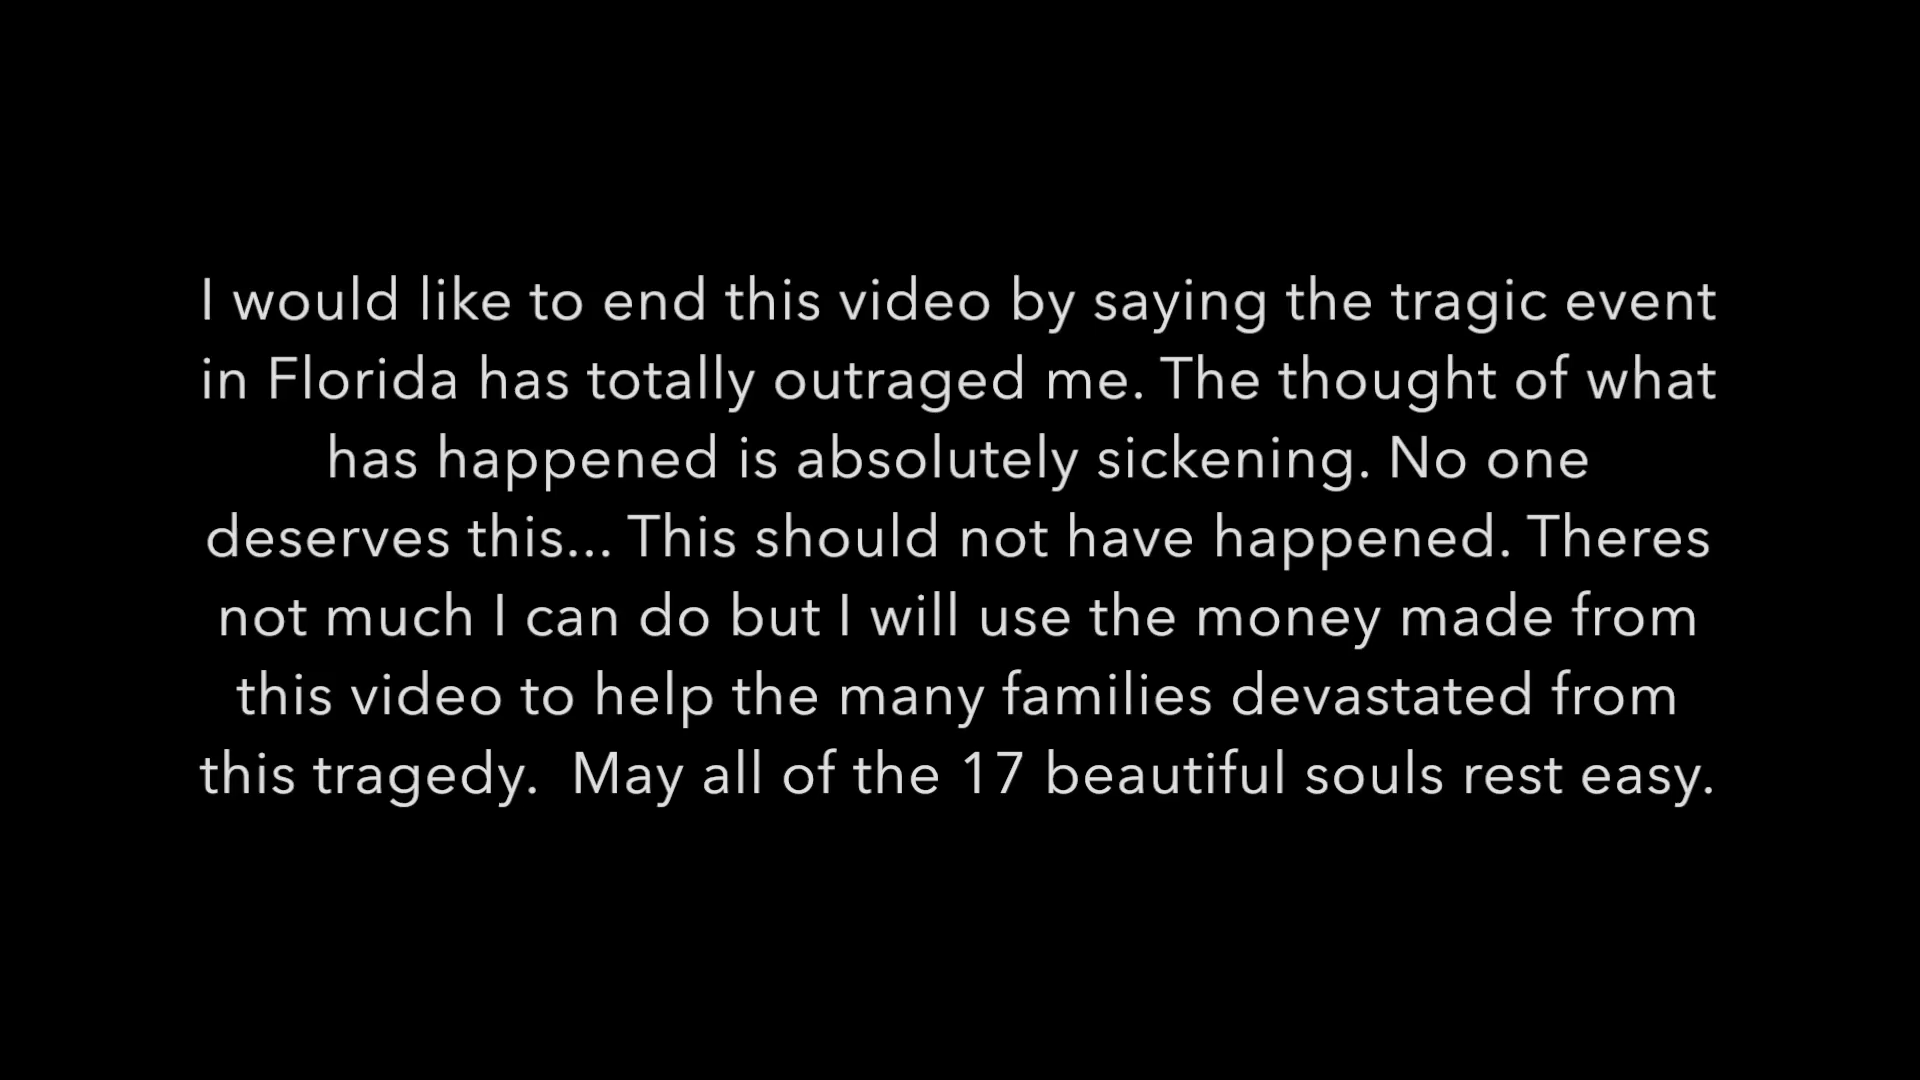 I would like to end this video by saying the tragic event
in Florida has totally outraged me. The thought of what
has happened is absolutely sickening. No one
deserves this... This should not have happened. Theres
not much I can do but I will use the money made from
this video to help the many families devastated from
this tragedy.  May all of the 17 beautiful souls rest easy.